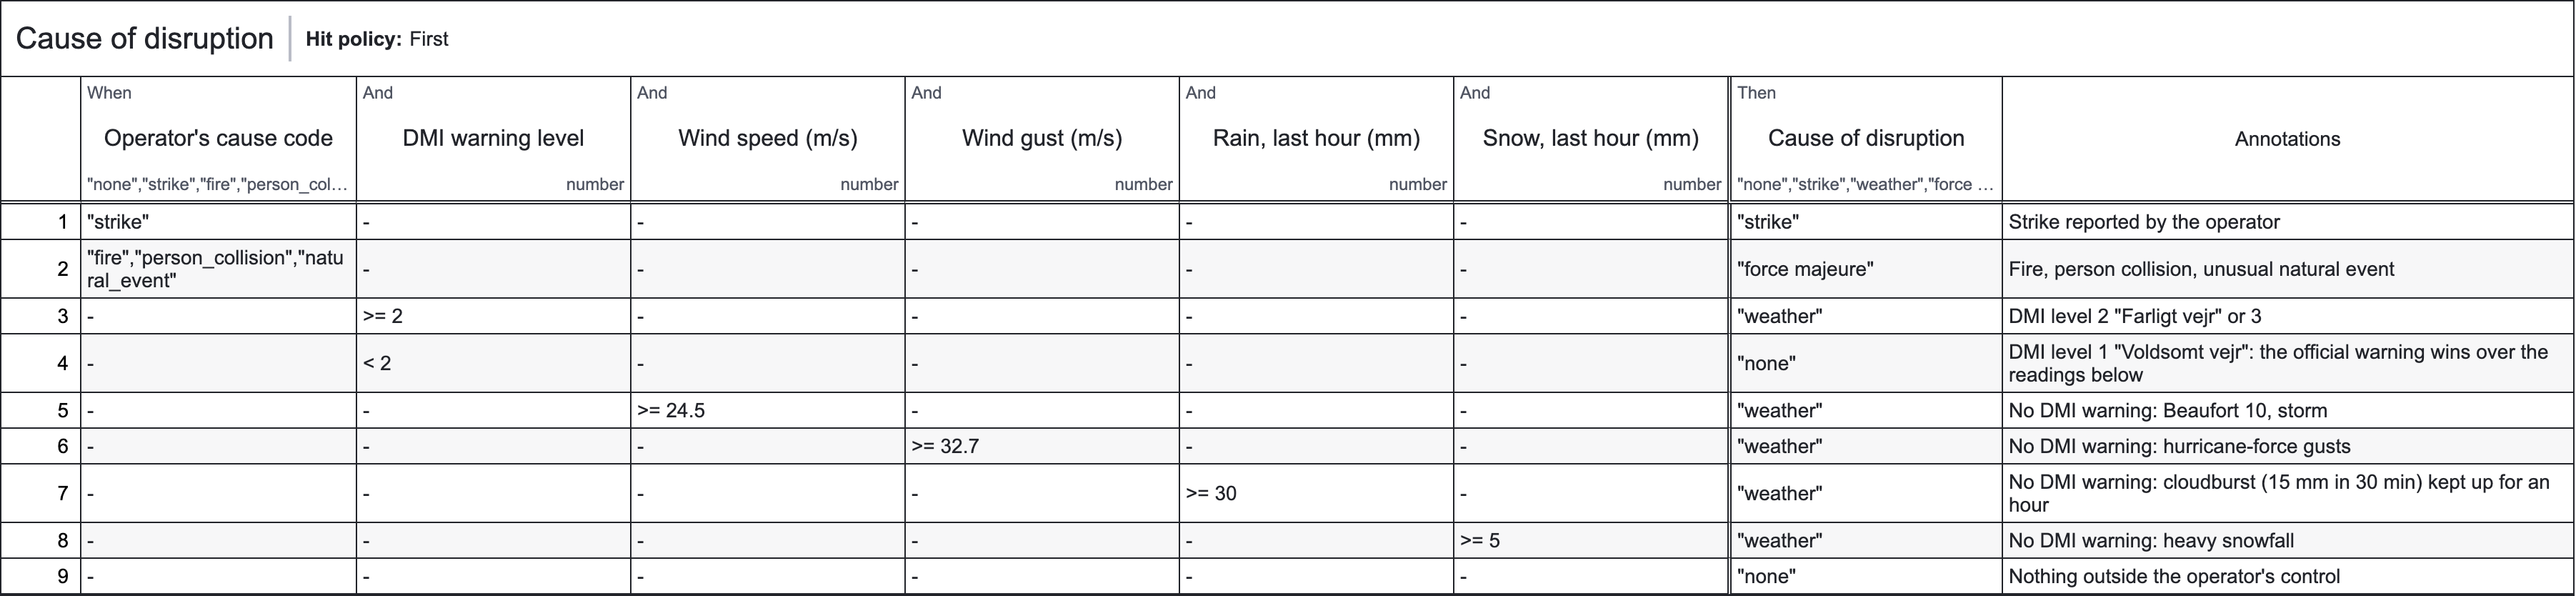 Cause of disruption Hit policy: First
When And And And And And Then
Operator's cause code DMI warning level Wind speed (m/s) Wind gust (m/s) Rain, last hour (mm) Snow, last hour (mm) Cause of disruption Annotations
"none","strike","fire","person_col... number number number number number "none","strike","weather","force ...
1 "strike" - - - - - "strike" Strike reported by the operator
2 "fire","person_collision","natu
ral_event" - - - - - "force majeure" Fire, person collision, unusual natural event
3 - >= 2 - - - - "weather" DMI level 2 "Farligt vejr" or 3
4 - < 2 - - - - "none" DMI level 1 "Voldsomt vejr": the official warning wins over the
readings below
5 - - >= 24.5 - - - "weather" No DMI warning: Beaufort 10, storm
6 - - - >= 32.7 - - "weather" No DMI warning: hurricane-force gusts
7 - - - - >= 30 - "weather" No DMI warning: cloudburst (15 mm in 30 min) kept up for an
hour
8 - - - - - >= 5 "weather" No DMI warning: heavy snowfall
9 - - - - - - "none" Nothing outside the operator's control